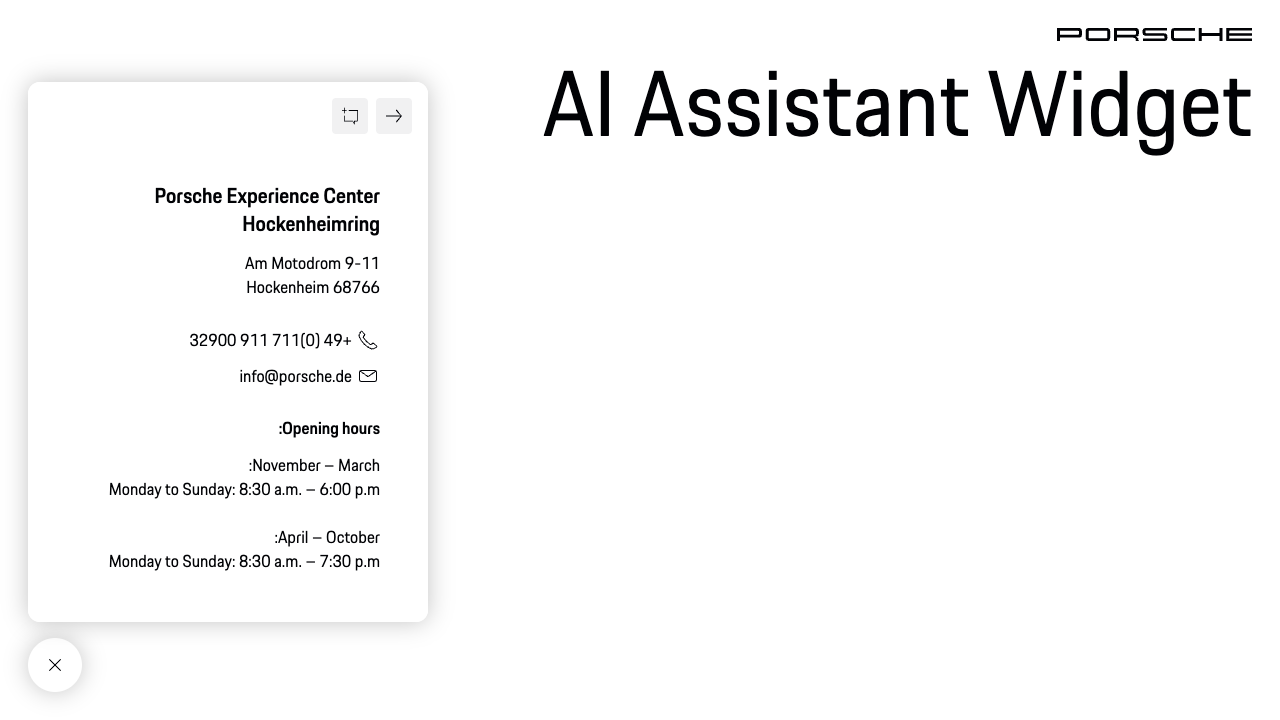 PORSCHE
AI Assistant Widget
Porsche Experience Center
Hockenheimring
Am Motodrom 9-11
Hockenheim 68766
32900 911 711(0) 49+
info@porsche.de
:Opening hours
:November – March
Monday to Sunday: 8:30 a.m. – 6:00 p.m
:April – October
Monday to Sunday: 8:30 a.m. – 7:30 p.m